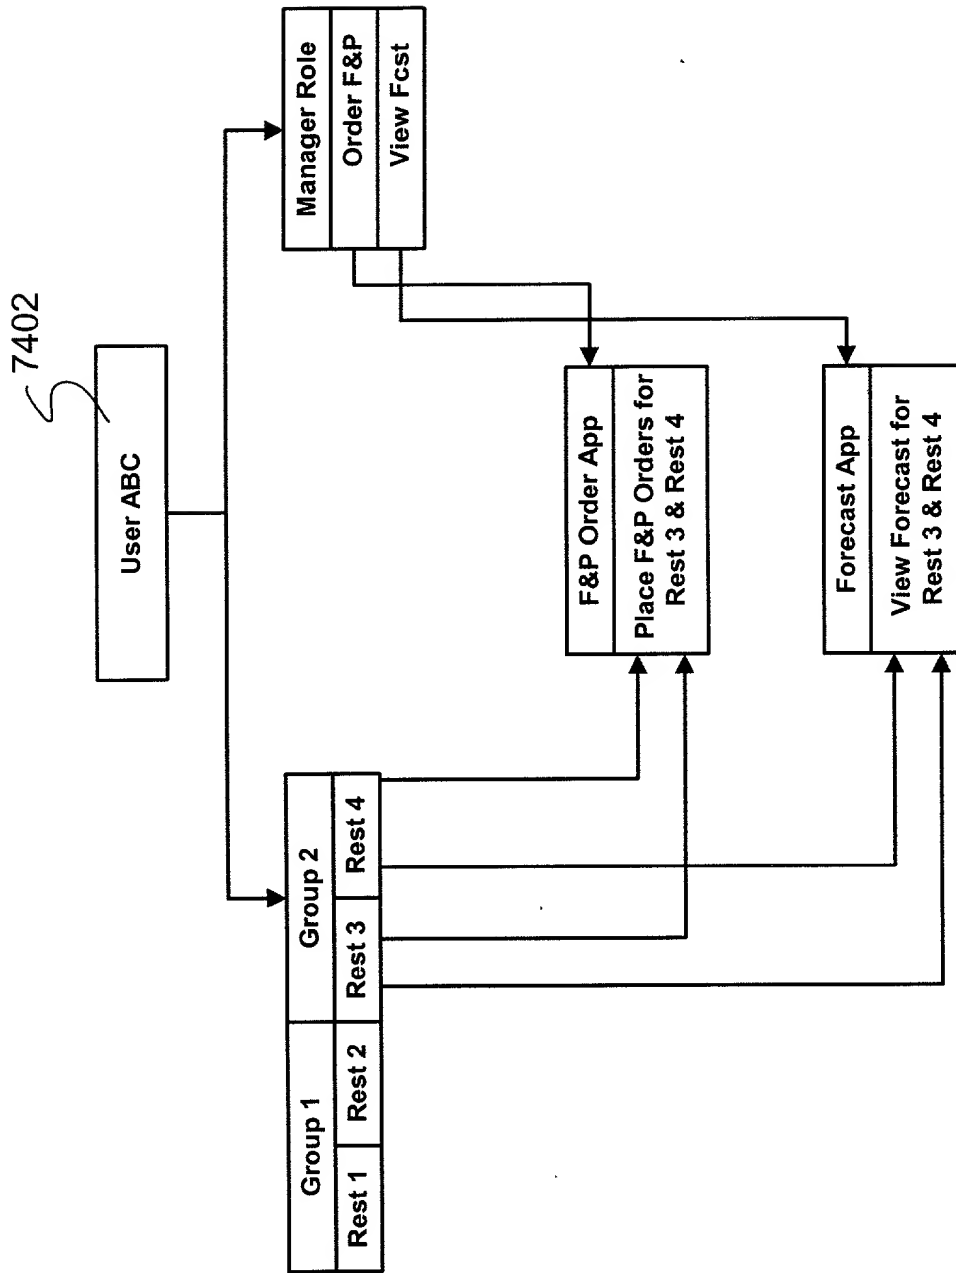 7402
User ABC
Group 1
Group 2
Rest 1
Rest 2
Rest 3
Rest 4
Manager Role
Order F&P
View Fcst
F&P Order App
Place F&P Orders for
Rest 3 & Rest 4
Forecast App
View Forecast for
Rest 3 & Rest 4